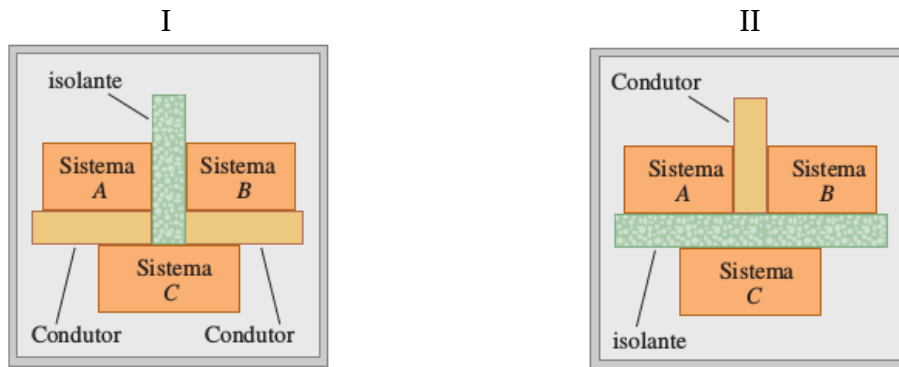 I
II
isolante
Sistema
A
Sistema
B
Sistema
C
Condutor
Condutor
Condutor
Sistema
A
Sistema
B
Sistema
C
isolante